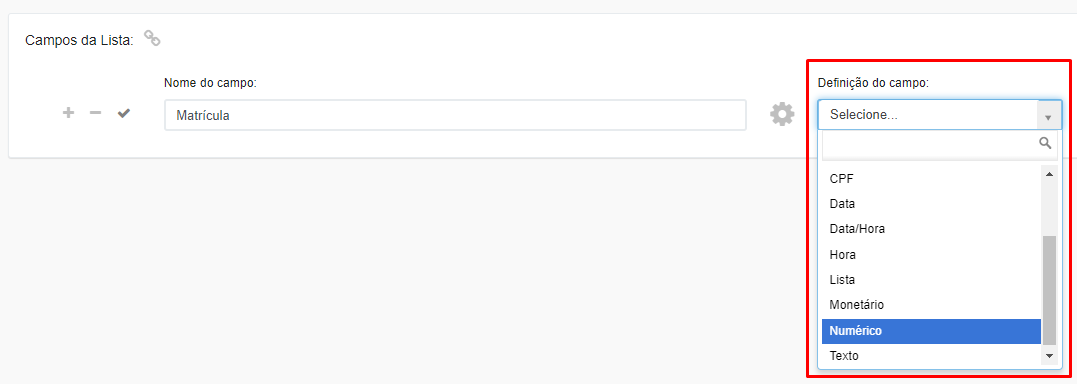 Campos da Lista:
Nome do campo:
Definição do campo:
Matrícula
Selecione...
CPF
Data
Data/Hora
Hora
Lista
Monetário
Numérico
Texto